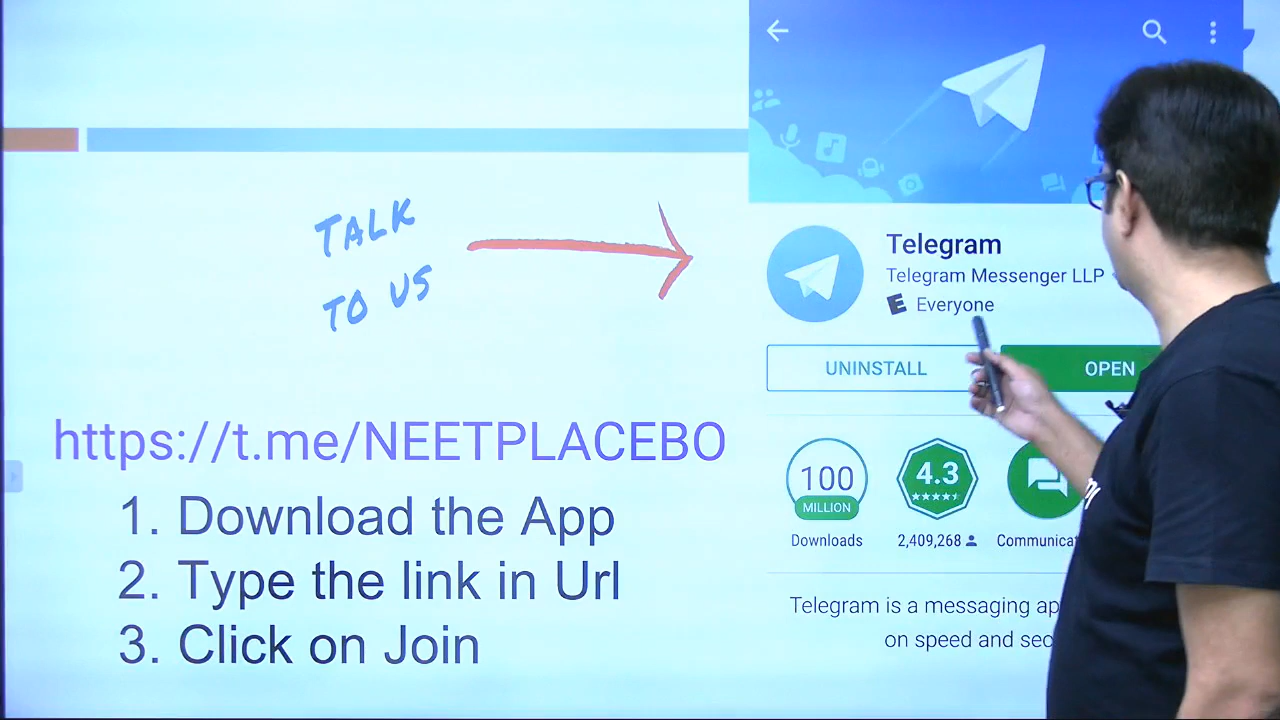 TALK
TO US
https://t.me/NEETPLACEBO
1. Download the App
2. Type the link in Url
3. Click on Join
Telegram
Telegram Messenger LLP
E Everyone
UNINSTALL
OPEN
100
MILLION
4.3
Downloads
2,409,268
Telegram is a messaging
on speed and